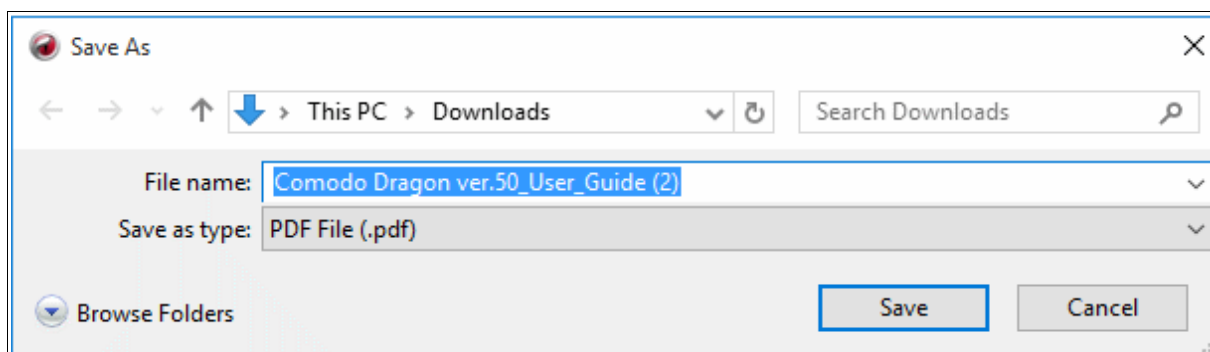 Save As
This PC > Downloads
Search Downloads
File name: Comodo Dragon ver.50_User_Guide (2)
Save as type: PDF File (.pdf)
Browse Folders
Save
Cancel